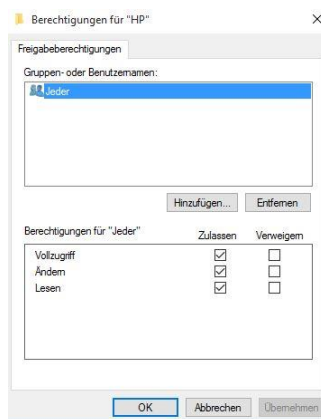 Berechtigungen für "HP"
Freigabeberechtigungen
Gruppen- oder Benutzernamen:
Jeder
Hinzufügen... Entfernen
Berechtigungen für "Jeder" Zulassen Verweigern
Vollzugriff
Ändern
Lesen
OK Abbrechen Übernehmen